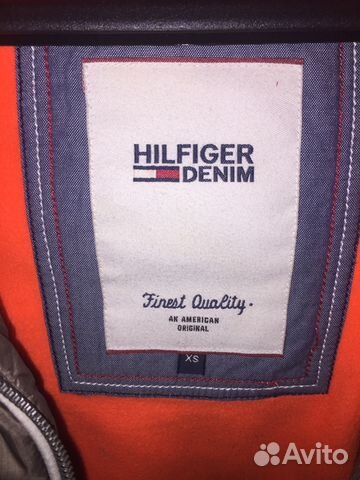 HILFIGER
DENIM
Finest Quality.
AN AMERICAN
ORIGINAL
XS
Avito